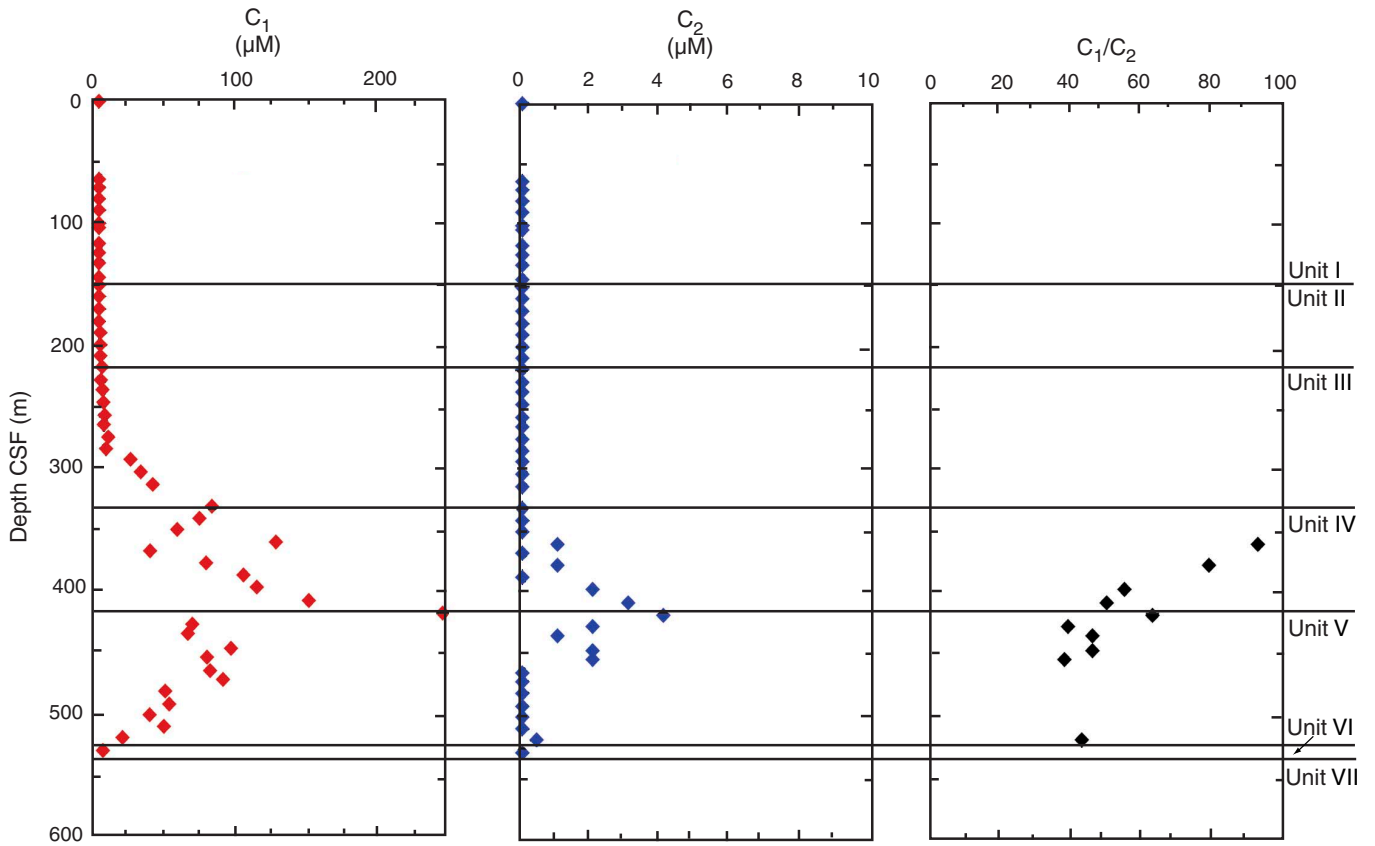 C1
(µM)
C2
(µM)
C1/C2
0 100 200
0 2 4 6 8 10
0 20 40 60 80 100
0
100
200
300
400
500
600
Depth CSF (m)
Unit I
Unit II
Unit III
Unit IV
Unit V
Unit VI
Unit VII